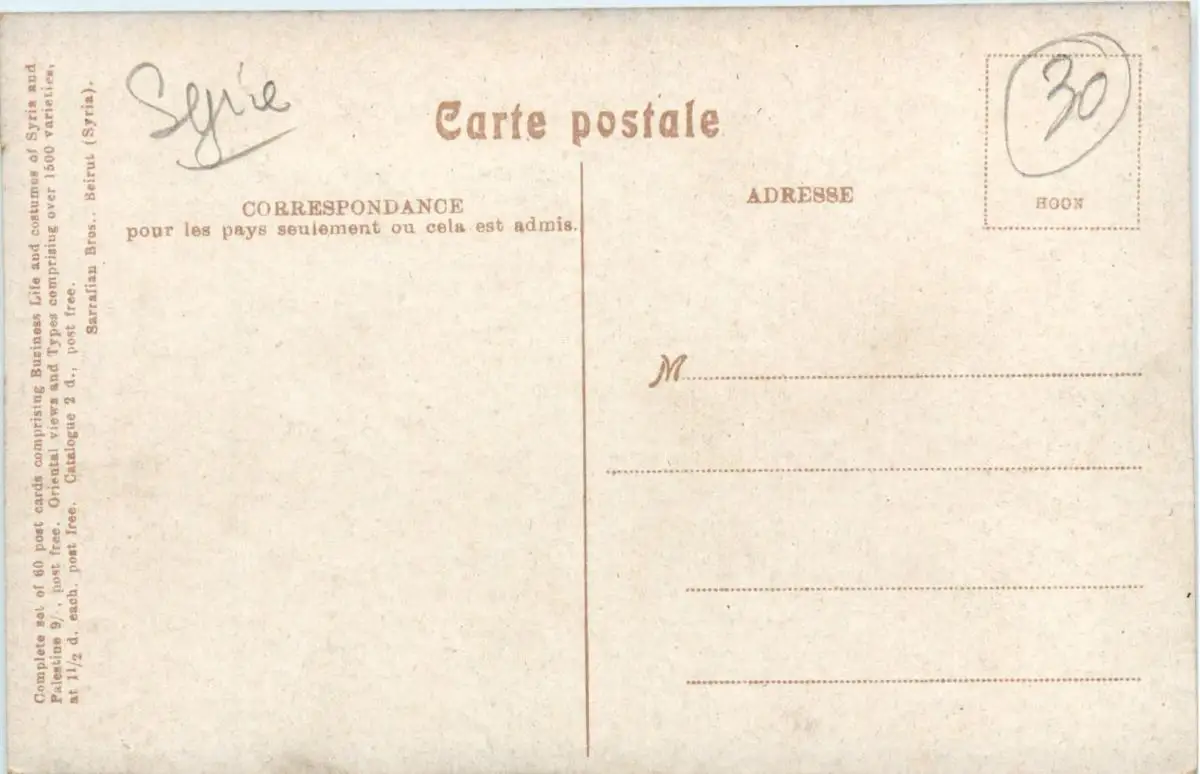 Complete set of 60 post cards comprising Business Life and costumes of Syria and
Palestine 9/-, post free. Oriental views and Types comprising over 1500 varieties,
at 1 1/2 d. each. post free. Catalogue 2 d., post free.
Sarrafian Bros., Beirut (Syria).
Syrie
Carte postale
30
CORRESPONDANCE
pour les pays seulement ou cela est admis.
ADRESSE
HOON
M